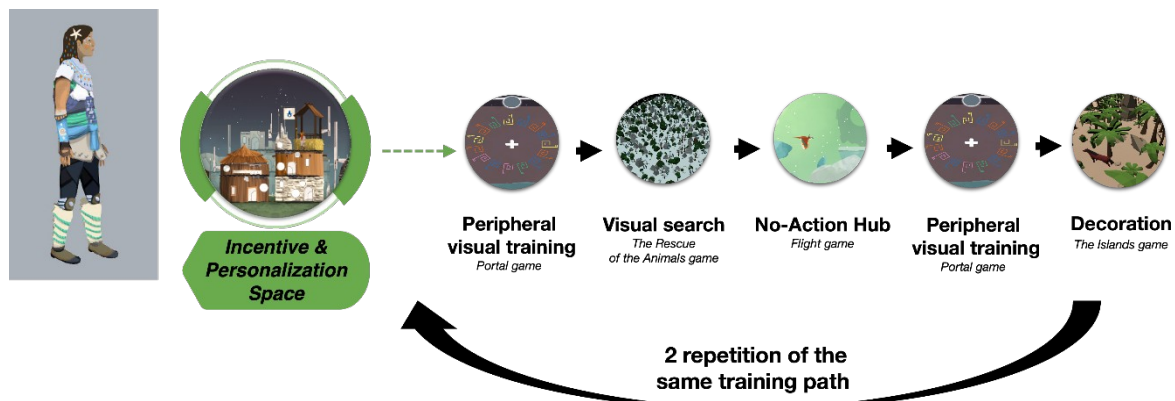 Incentive &
Personalization
Space
Peripheral
visual training
Portal game
Visual search
The Rescue
of the Animals game
No-Action Hub
Flight game
Peripheral
visual training
Portal game
Decoration
The Islands game
2 repetition of the
same training path